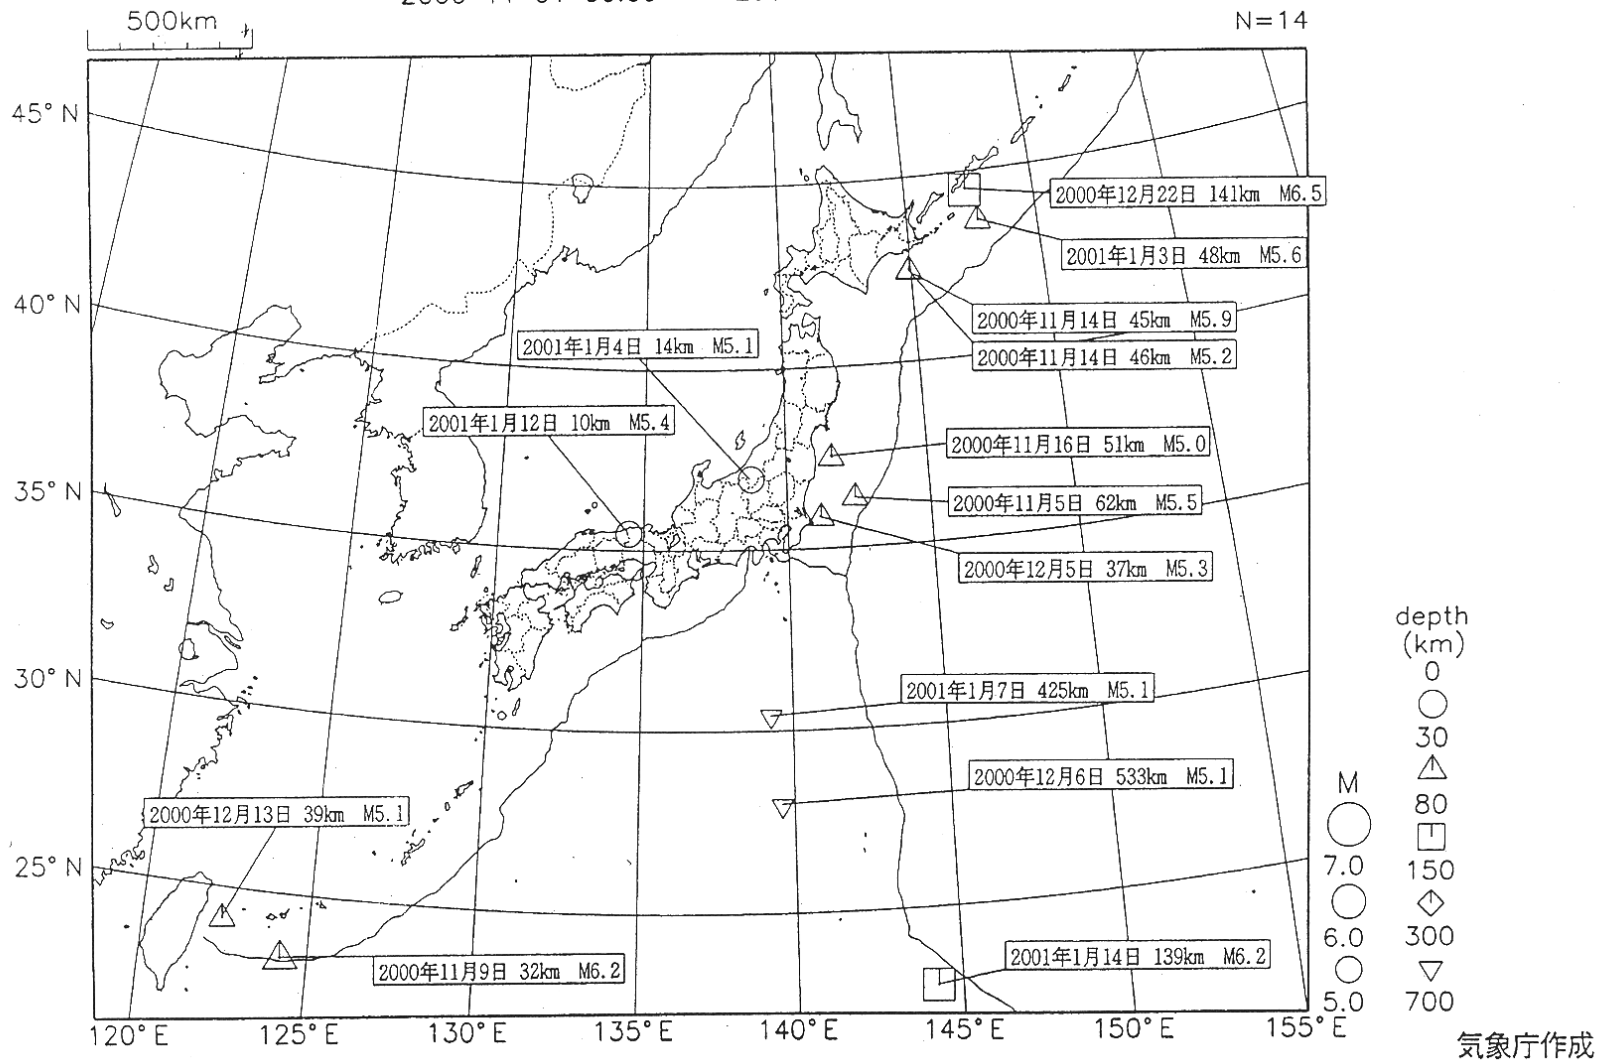 500km
N=14
45°N
40°N
35°N
30°N
25°N
2000年12月22日 141km M6.5
2001年1月3日 48km M5.6
2000年11月14日 45km M5.9
2000年11月14日 46km M5.2
2001年1月4日 14km M5.1
2001年1月12日 10km M5.4
2000年11月16日 51km M5.0
2000年11月5日 62km M5.5
2000年12月5日 37km M5.3
2001年1月7日 425km M5.1
2000年12月6日 533km M5.1
2000年12月13日 39km M5.1
2000年11月9日 32km M6.2
2001年1月14日 139km M6.2
120°E 125°E 130°E 135°E 140°E 145°E 150°E 155°E
M
7.0
6.0
5.0
depth
(km)
0
30
80
150
300
700
気象庁作成